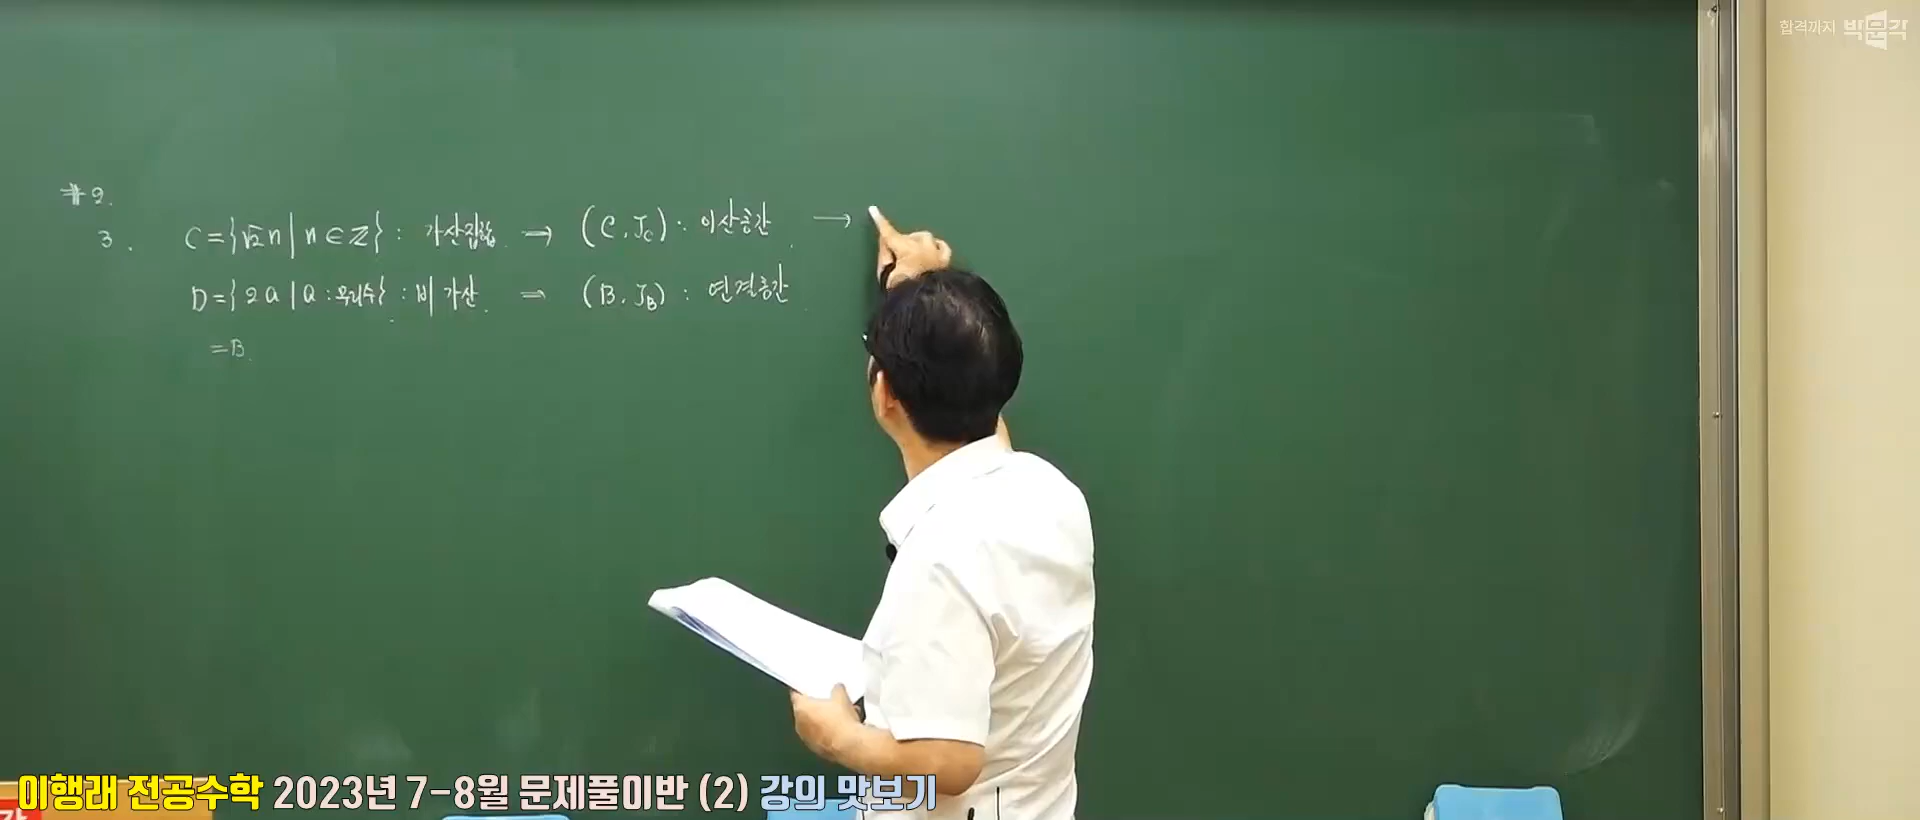 합격까지 박문각
#2.
3. C={√2n | n∈Z} : 가산집합. → (C, J_C) : 이산공간. →
D={2a | a : 무리수} : 비가산. → (B, J_B) : 연결공간.
=B.
이행래 전공수학 2023년 7-8월 문제풀이반 (2) 강의 맛보기